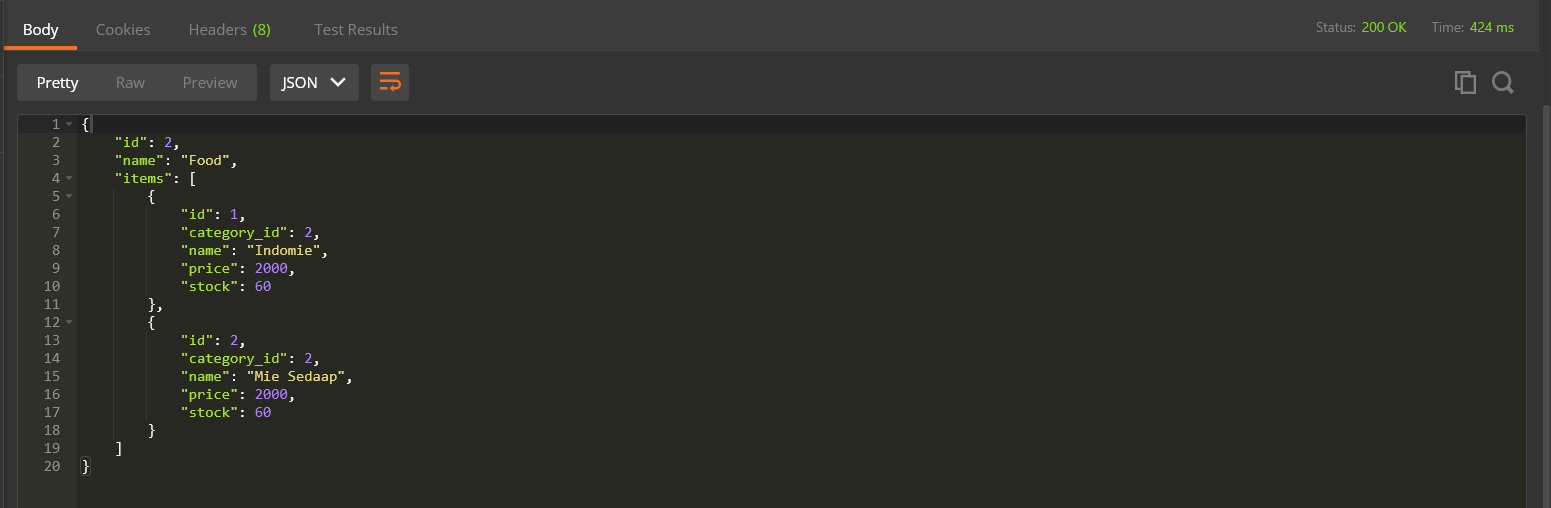 Body Cookies Headers (8) Test Results Status: 200 OK Time: 424 ms
Pretty Raw Preview JSON
1 {
2 "id": 2,
3 "name": "Food",
4 "items": [
5 {
6 "id": 1,
7 "category_id": 2,
8 "name": "Indomie",
9 "price": 2000,
10 "stock": 60
11 },
12 {
13 "id": 2,
14 "category_id": 2,
15 "name": "Mie Sedaap",
16 "price": 2000,
17 "stock": 60
18 }
19 ]
20 }